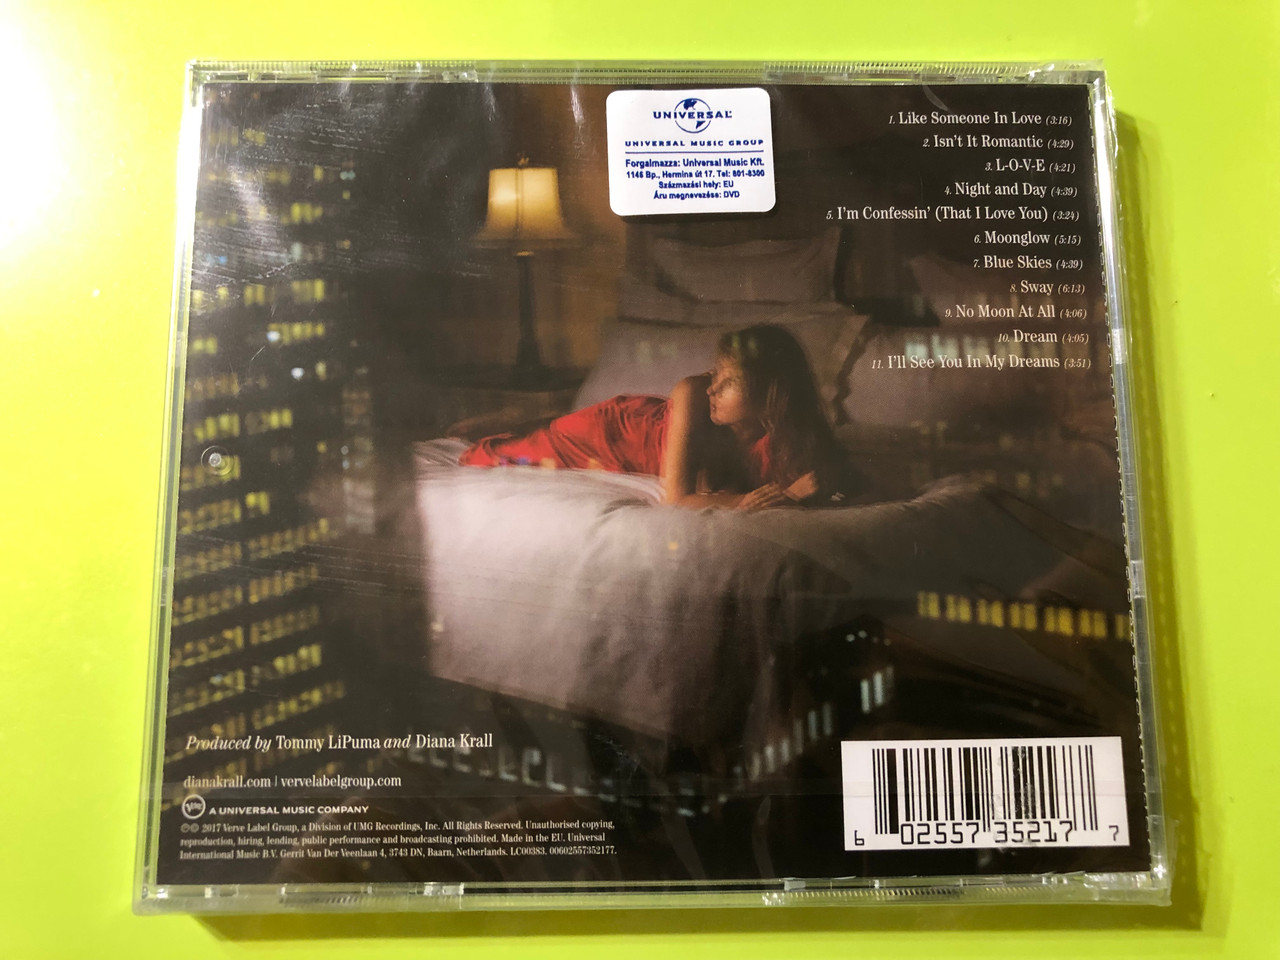 UNIVERSAL
UNIVERSAL MUSIC GROUP
Forgalmazza: Universal Music Kft.
1146 Bp., Hermina út 17. Tel: 801-8300
Származási hely: EU
Áru megnevezése: DVD
1. Like Someone In Love (3:16)
2. Isn't It Romantic (4:29)
3. L-O-V-E (4:21)
4. Night and Day (4:39)
5. I'm Confessin' (That I Love You) (3:24)
6. Moonglow (5:15)
7. Blue Skies (4:39)
8. Sway (6:13)
9. No Moon At All (4:06)
10. Dream (4:05)
11. I'll See You In My Dreams (3:51)
Produced by Tommy LiPuma and Diana Krall
dianakrall.com | vervelabelgroup.com
Verve A UNIVERSAL MUSIC COMPANY
℗© 2017 Verve Label Group, a Division of UMG Recordings, Inc. All Rights Reserved. Unauthorised copying,
reproduction, hiring, lending, public performance and broadcasting prohibited. Made in the EU. Universal
International Music B.V. Gerrit Van Der Veenlaan 4, 3743 DN, Baarn, Netherlands. LC00383. 00602557352177.
6 02557 35217 7